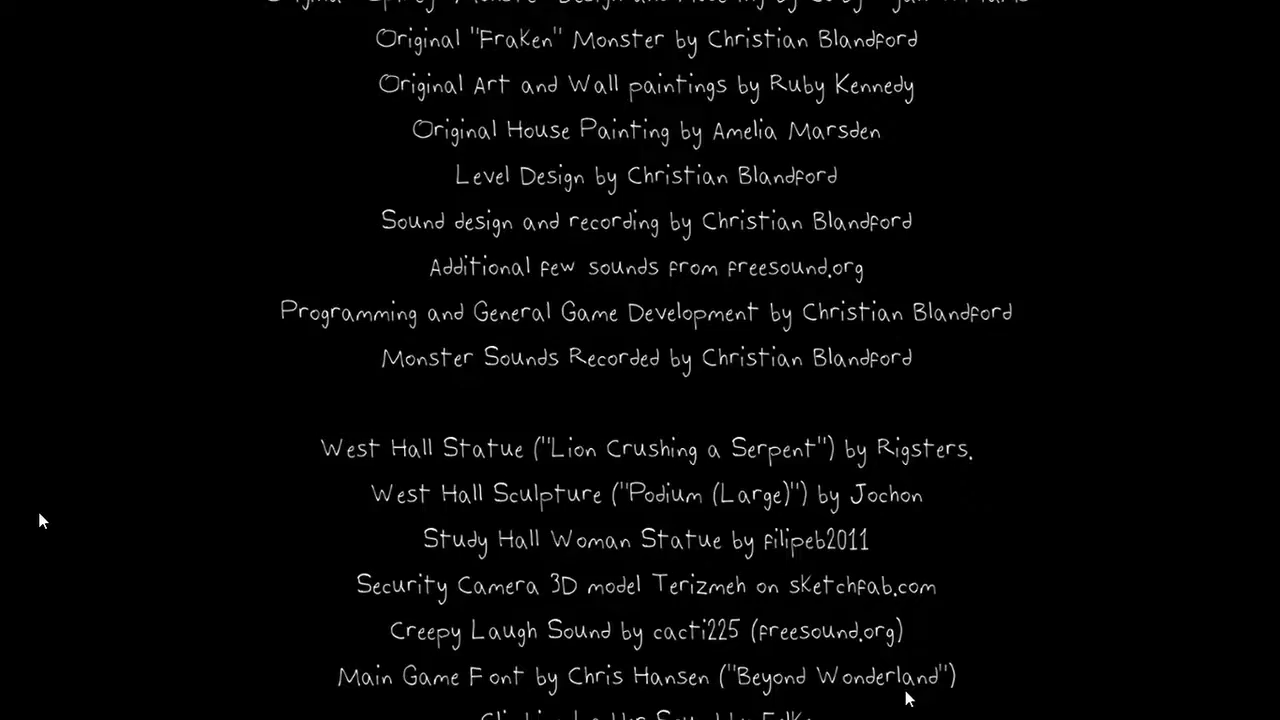 Original "Fraken" Monster by Christian Blandford
Original Art and Wall paintings by Ruby Kennedy
Original House Painting by Amelia Marsden
Level Design by Christian Blandford
Sound design and recording by Christian Blandford
Additional few sounds from freesound.org
Programming and General Game Development by Christian Blandford
Monster Sounds Recorded by Christian Blandford
West Hall Statue ("Lion Crushing a Serpent") by Rigsters.
West Hall Sculpture ("Podium (Large)") by Jochon
Study Hall Woman Statue by filipeb2011
Security Camera 3D model Terizmeh on sketchfab.com
Creepy Laugh Sound by cacti225 (freesound.org)
Main Game Font by Chris Hansen ("Beyond Wonderland")